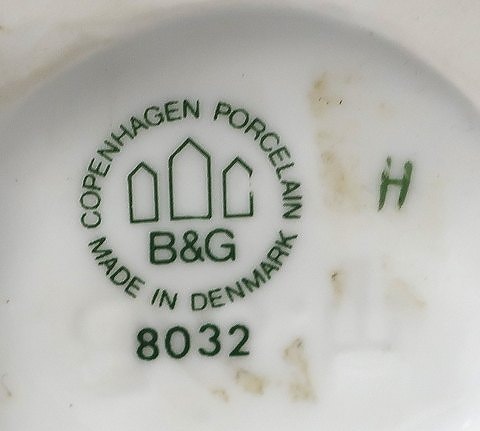 COPENHAGEN PORCELAIN
B&G
MADE IN DENMARK
8032
H